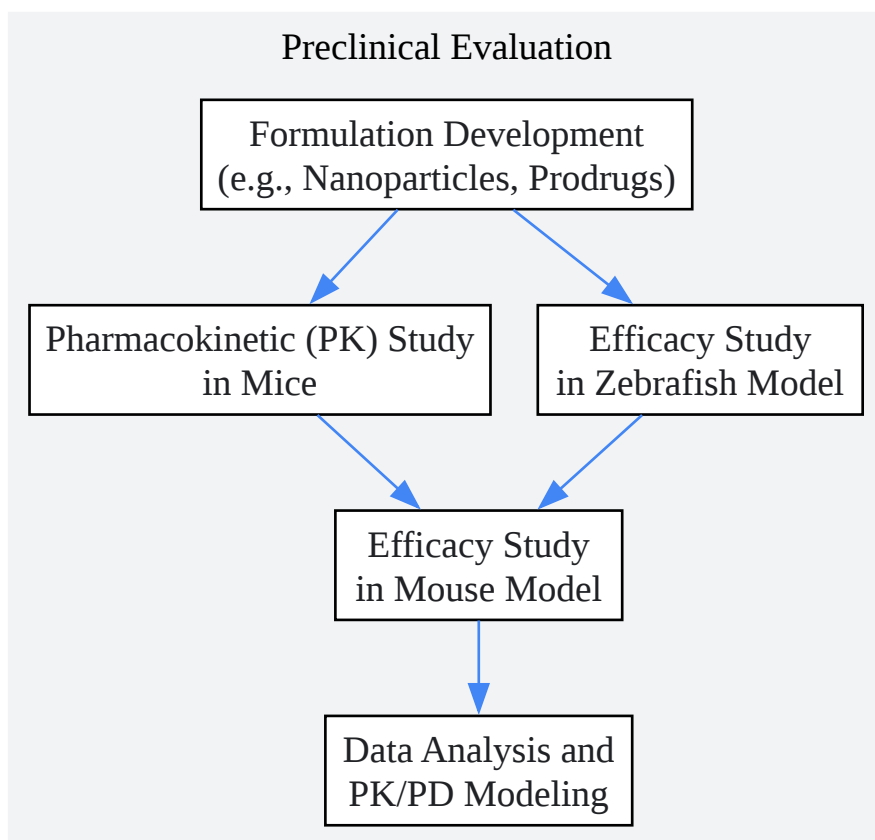 Preclinical Evaluation
Formulation Development
(e.g., Nanoparticles, Prodrugs)
Pharmacokinetic (PK) Study
in Mice
Efficacy Study
in Zebrafish Model
Efficacy Study
in Mouse Model
Data Analysis and
PK/PD Modeling